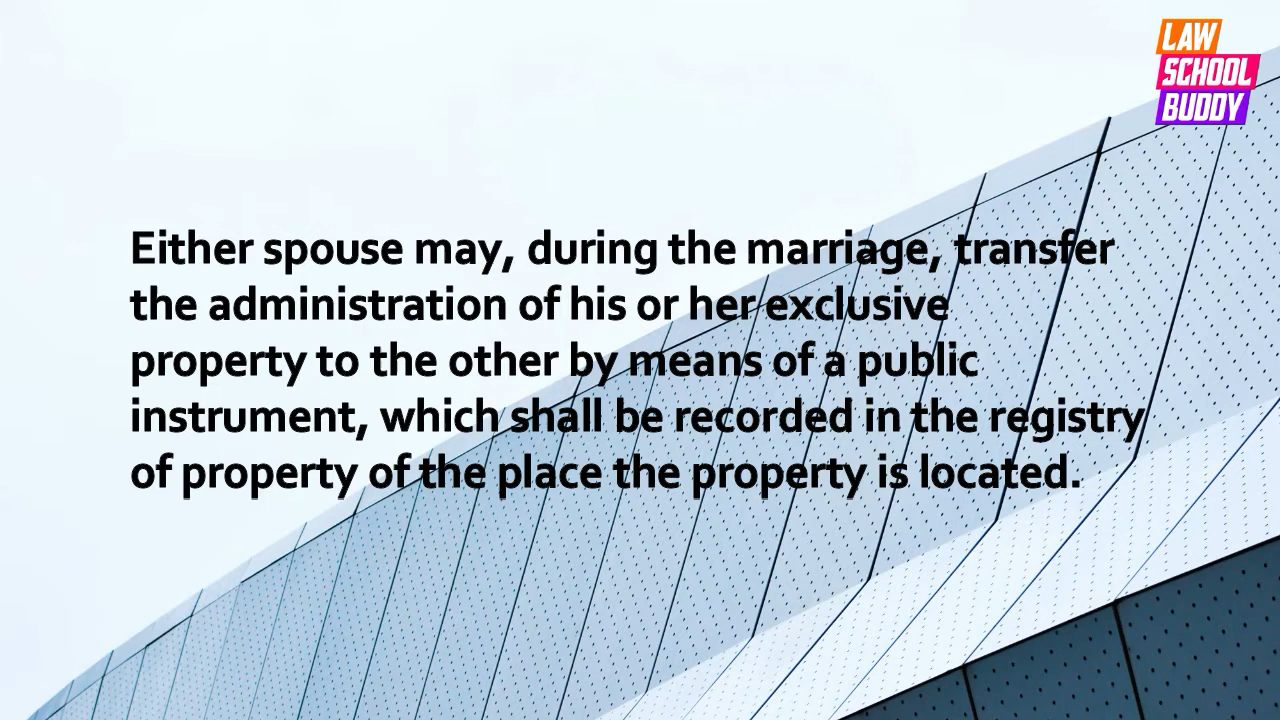 LAW
SCHOOL
BUDDY
Either spouse may, during the marriage, transfer
the administration of his or her exclusive
property to the other by means of a public
instrument, which shall be recorded in the registry
of property of the place the property is located.